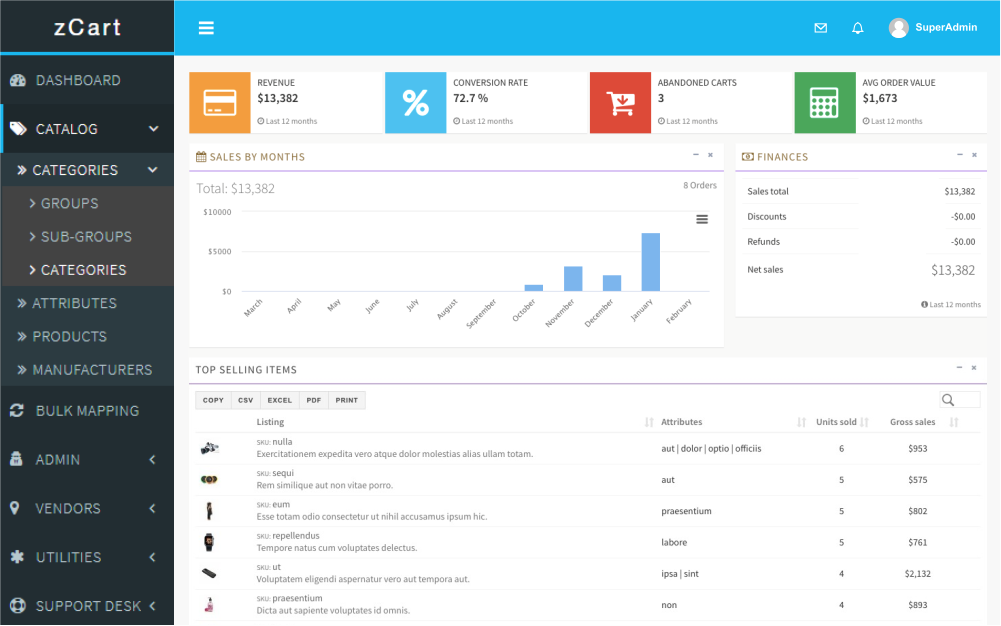 zCart
SuperAdmin
DASHBOARD
CATALOG
CATEGORIES
GROUPS
SUB-GROUPS
CATEGORIES
ATTRIBUTES
PRODUCTS
MANUFACTURERS
BULK MAPPING
ADMIN
VENDORS
UTILITIES
SUPPORT DESK
REVENUE
$13,382
Last 12 months
%
CONVERSION RATE
72.7 %
Last 12 months
ABANDONED CARTS
3
Last 12 months
AVG ORDER VALUE
$1,673
Last 12 months
SALES BY MONTHS
Total: $13,382
8 Orders
$10000
$5000
$0
March April May June July August September October November December January February
FINANCES
Sales total $13,382
Discounts -$0.00
Refunds -$0.00
Net sales $13,382
Last 12 months
TOP SELLING ITEMS
COPY CSV EXCEL PDF PRINT
Listing Attributes Units sold Gross sales
SKU: nulla
Exercitationem expedita vero atque dolor molestias alias ullam totam.
aut | dolor | optio | officiis 6 $953
SKU: sequi
Rem similique aut non vitae porro.
aut 5 $575
SKU: eum
Esse totam odio consectetur ut nihil accusamus ipsum hic.
praesentium 5 $802
SKU: repellendus
Tempore natus cum voluptates delectus.
labore 5 $761
SKU: ut
Voluptatem eligendi aspernatur vero aut tempora aut.
ipsa | sint 4 $2,132
SKU: praesentium
Dicta aut sapiente voluptates id omnis.
non 4 $893